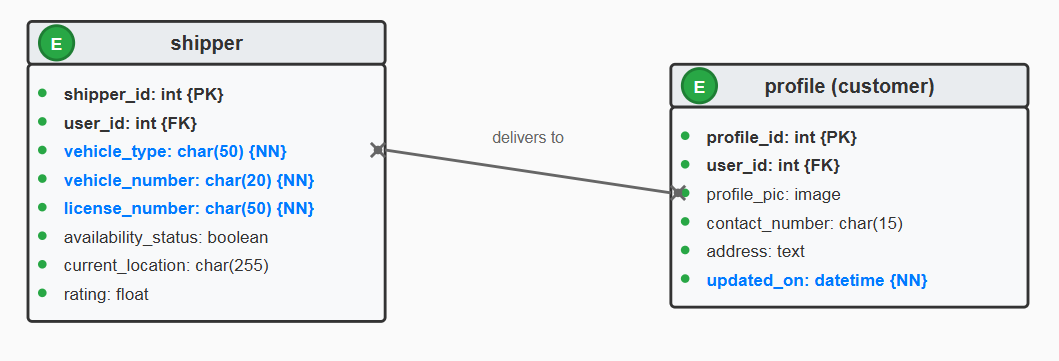 E
shipper
shipper_id: int {PK}
user_id: int {FK}
vehicle_type: char(50) {NN}
vehicle_number: char(20) {NN}
license_number: char(50) {NN}
availability_status: boolean
current_location: char(255)
rating: float
delivers to
E
profile (customer)
profile_id: int {PK}
user_id: int {FK}
profile_pic: image
contact_number: char(15)
address: text
updated_on: datetime {NN}